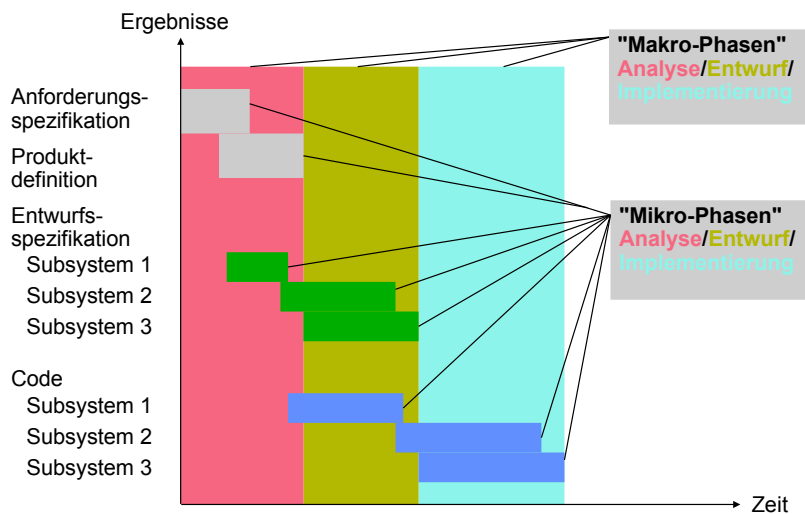 Ergebnisse
"Makro-Phasen"
Analyse/Entwurf/
Implementierung
Anforderungs-
spezifikation
Produkt-
definition
Entwurfs-
spezifikation
Subsystem 1
Subsystem 2
Subsystem 3
"Mikro-Phasen"
Analyse/Entwurf/
Implementierung
Code
Subsystem 1
Subsystem 2
Subsystem 3
Zeit